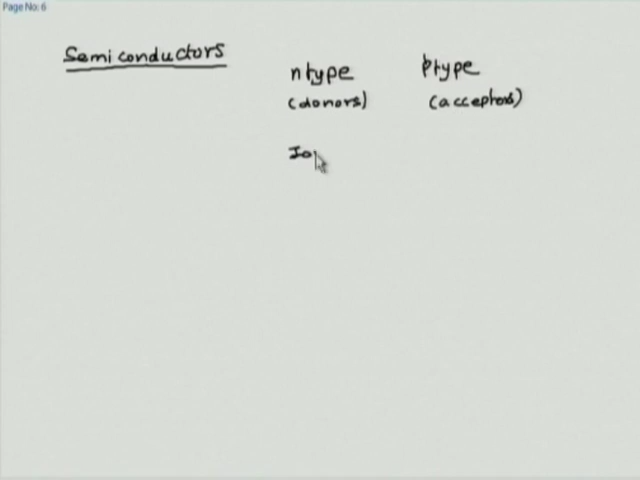 Page No: 6
Semiconductors
ntype ptype
(donors) (acceptors)